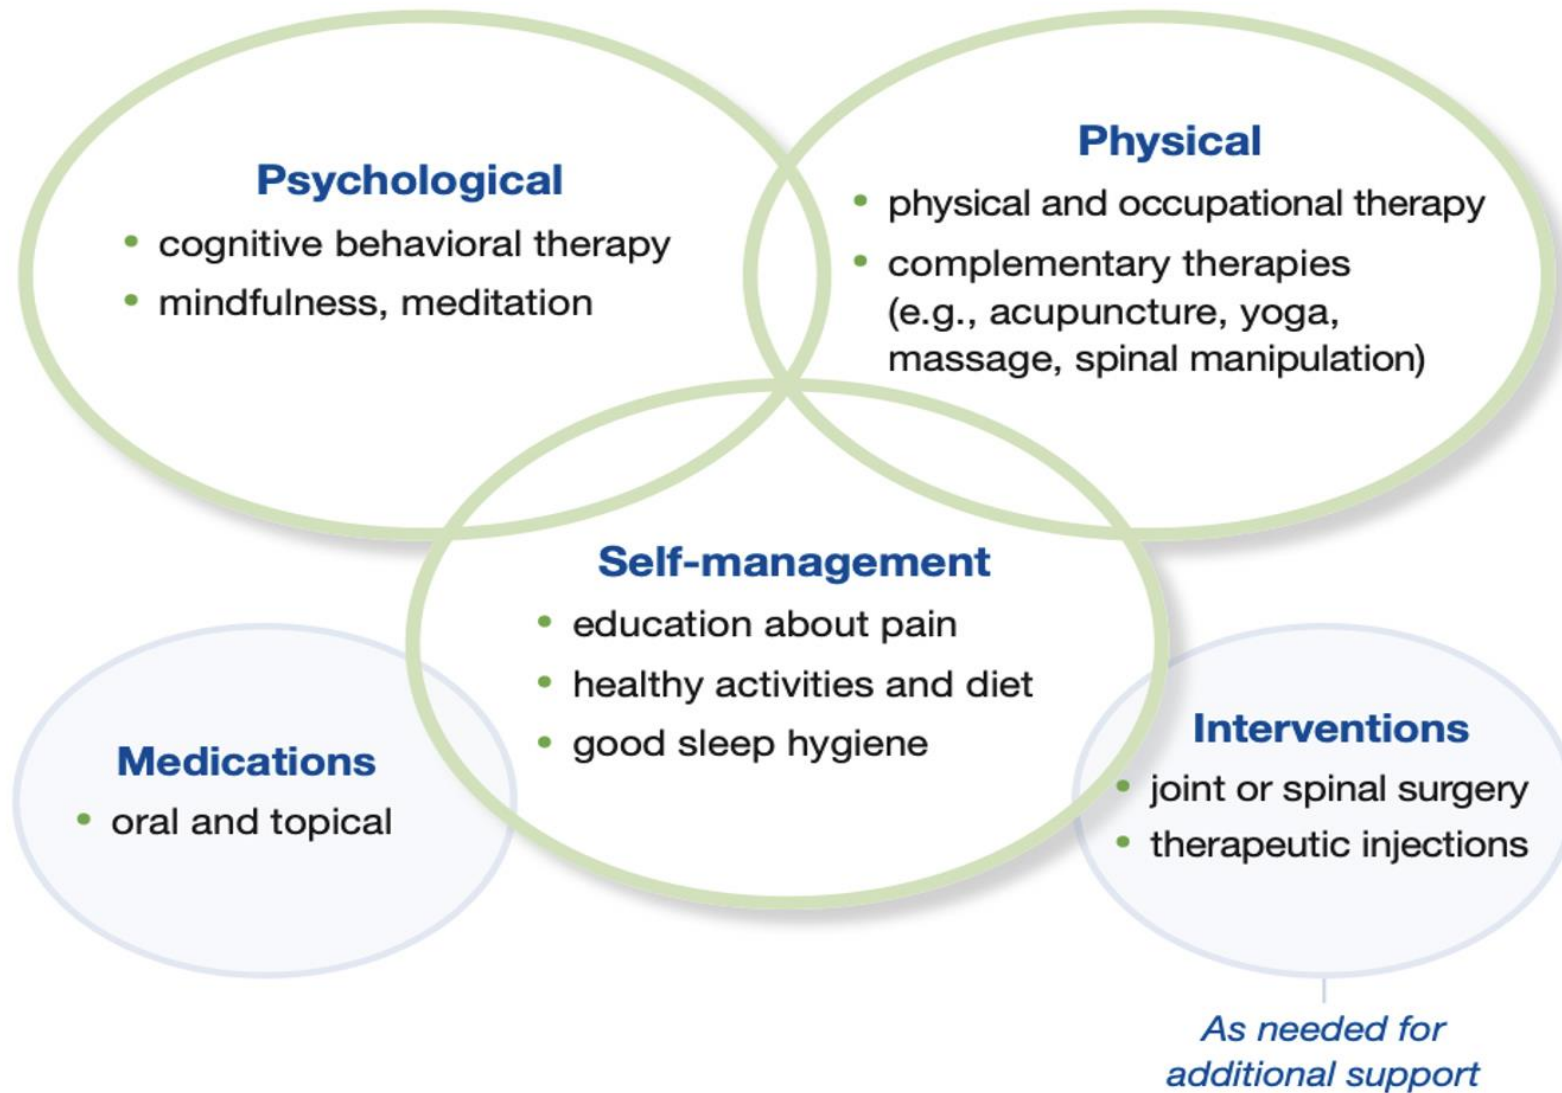 Psychological
• cognitive behavioral therapy
• mindfulness, meditation
Physical
• physical and occupational therapy
• complementary therapies
(e.g., acupuncture, yoga,
massage, spinal manipulation)
Self-management
• education about pain
• healthy activities and diet
• good sleep hygiene
Medications
• oral and topical
Interventions
• joint or spinal surgery
• therapeutic injections
As needed for
additional support